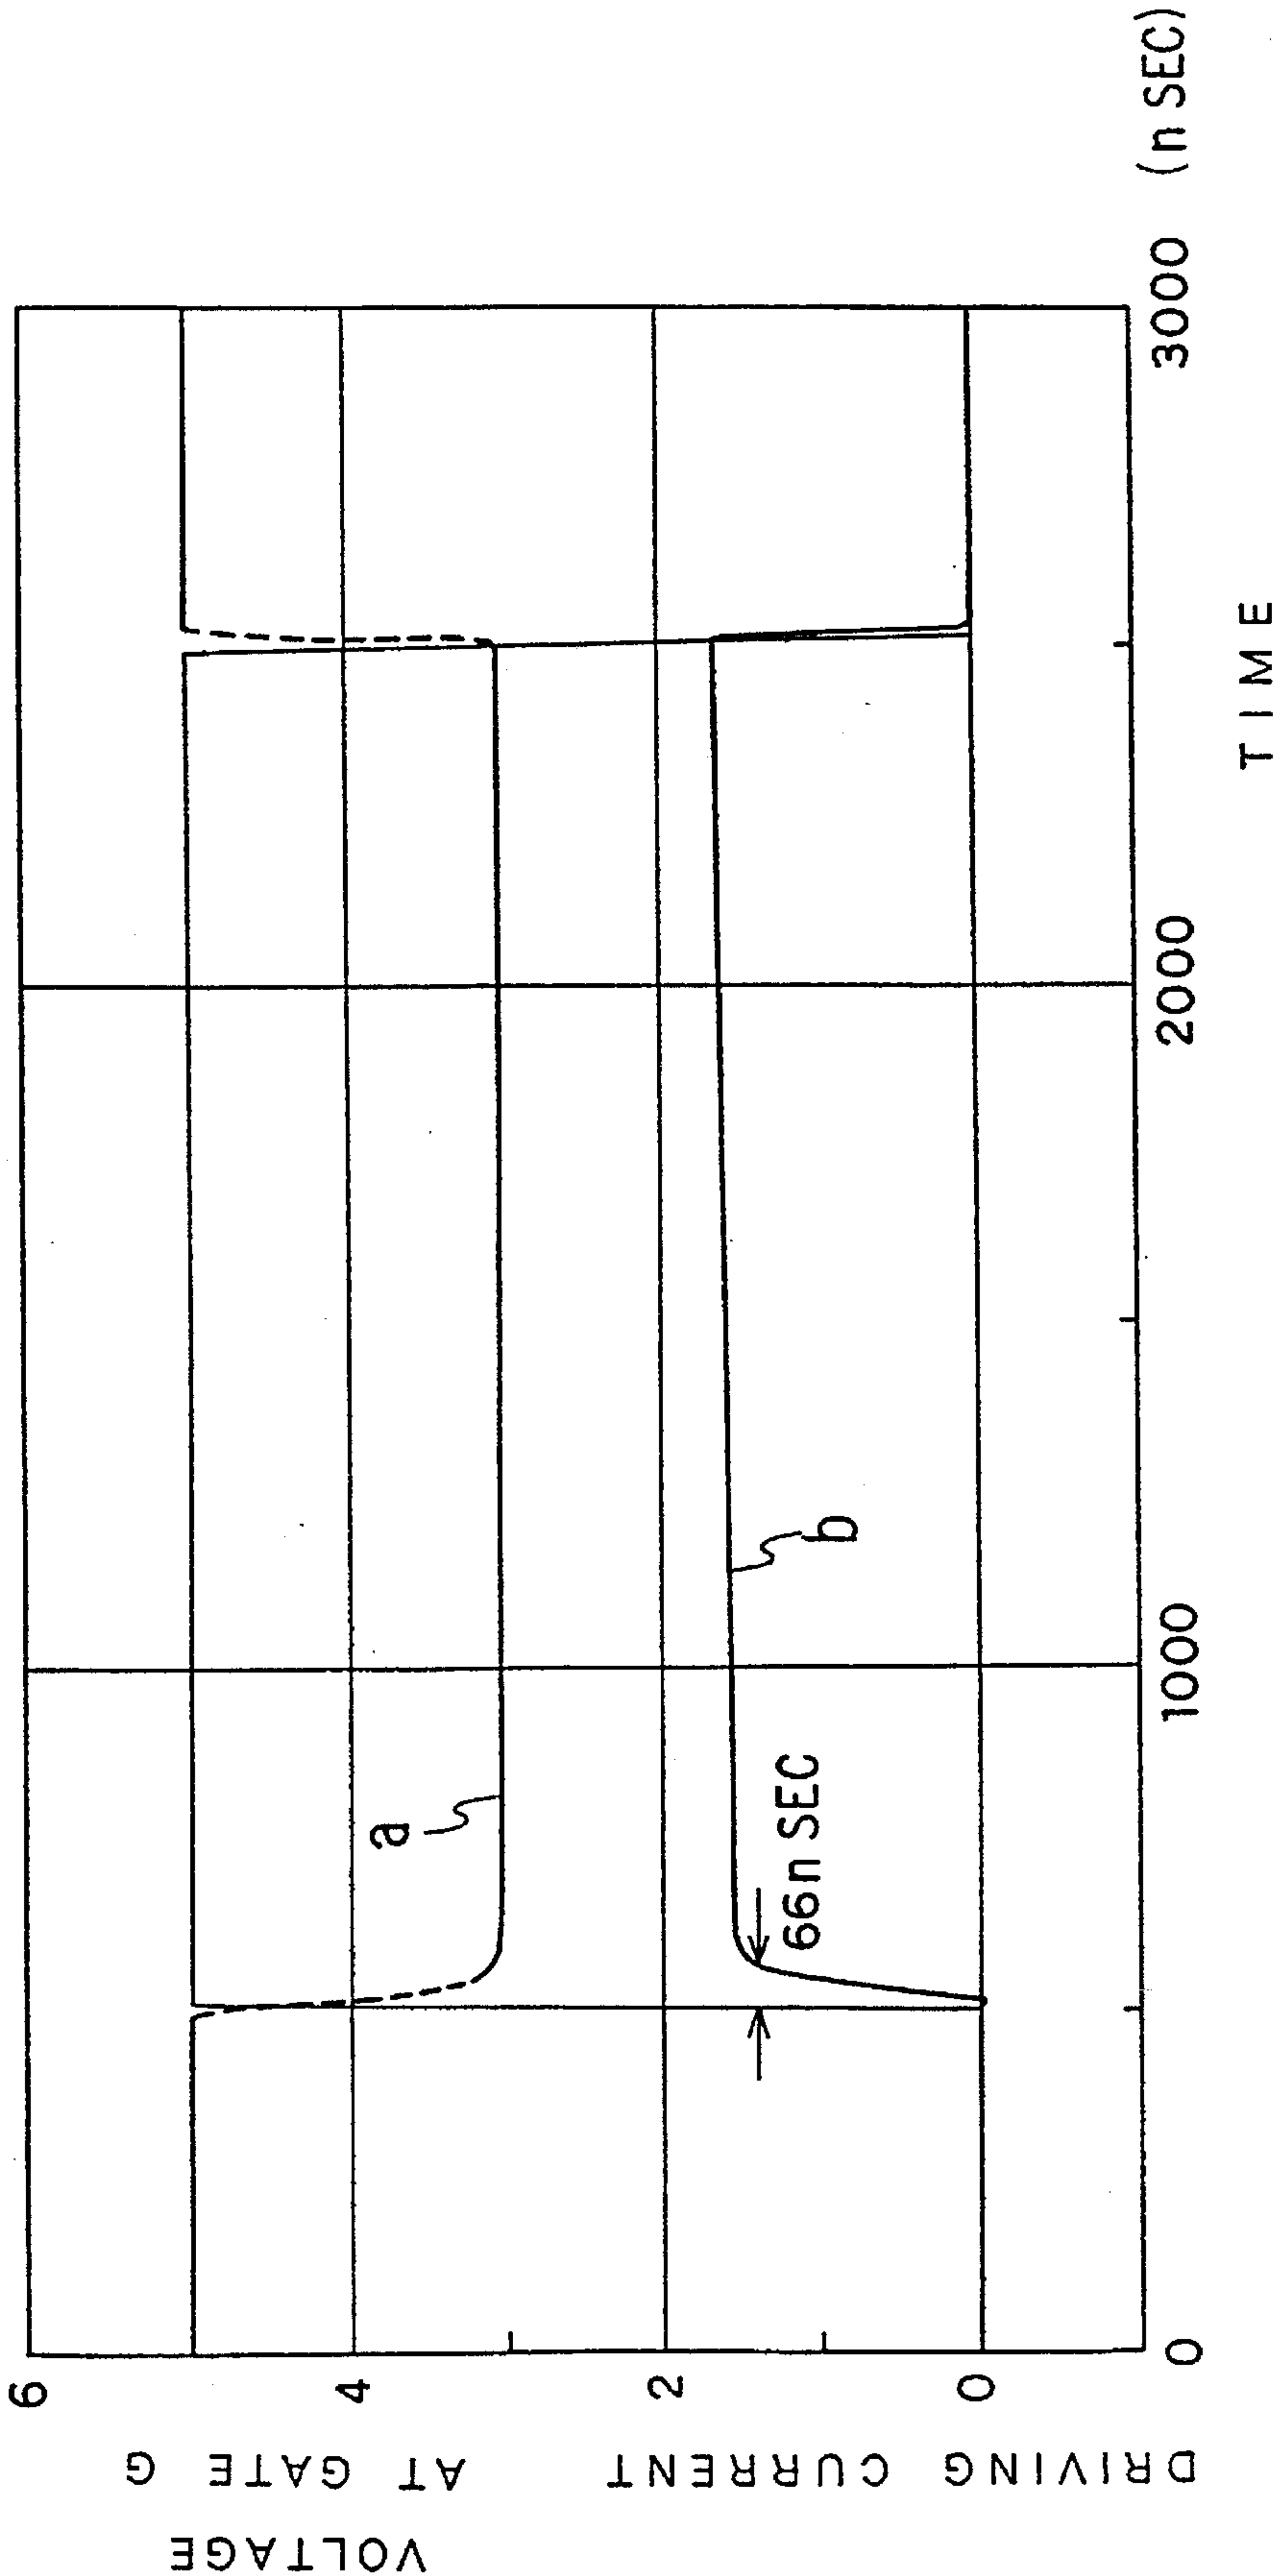 VOLTAGE
AT GATE G
DRIVING CURRENT
6
4
2
0
a
b
66n SEC
0
1000
2000
3000
(n SEC)
TIME